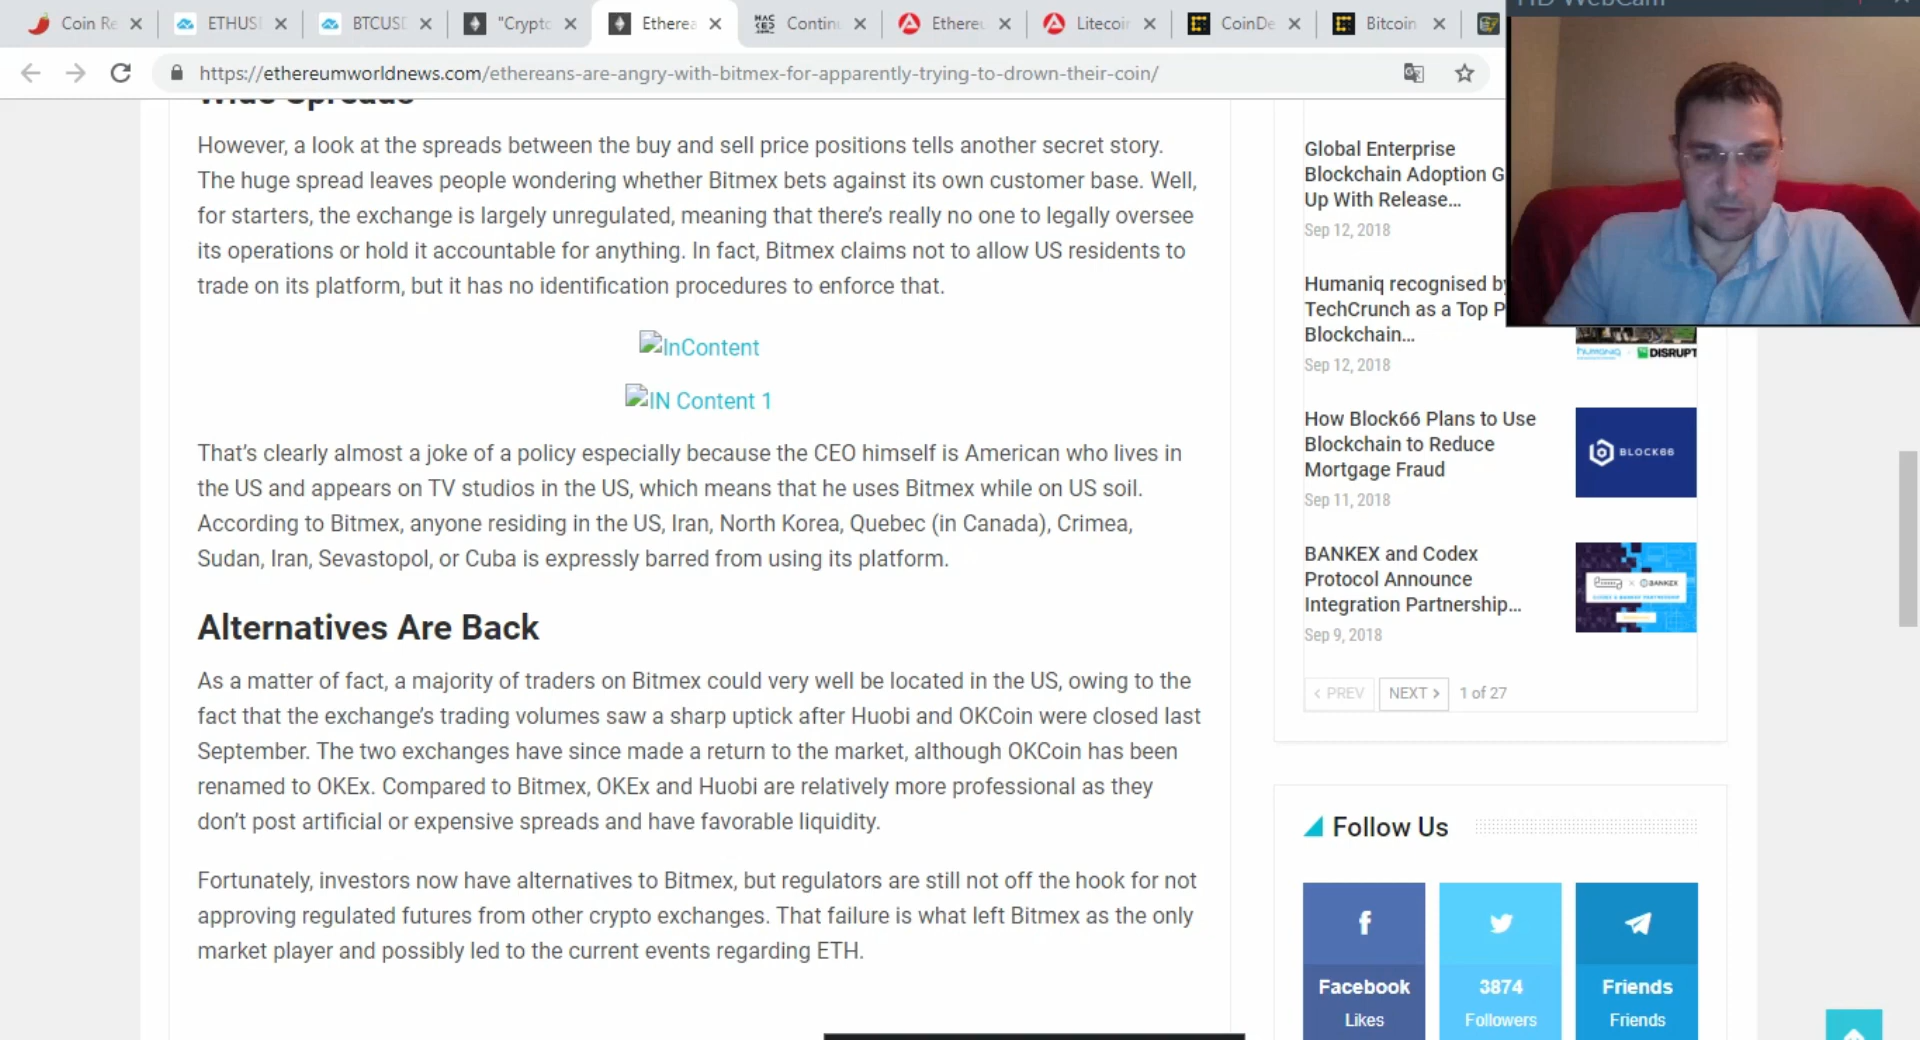 Coin Re
ETHUS
BTCUSD
"Crypto
Etherea
Contin
Ethereu
Litecoin
CoinDe
Bitcoin
HD WebCam
https://ethereumworldnews.com/ethereans-are-angry-with-bitmex-for-apparently-trying-to-drown-their-coin/
Wide Spreads
However, a look at the spreads between the buy and sell price positions tells another secret story.
The huge spread leaves people wondering whether Bitmex bets against its own customer base. Well,
for starters, the exchange is largely unregulated, meaning that there's really no one to legally oversee
its operations or hold it accountable for anything. In fact, Bitmex claims not to allow US residents to
trade on its platform, but it has no identification procedures to enforce that.
InContent
IN Content 1
That's clearly almost a joke of a policy especially because the CEO himself is American who lives in
the US and appears on TV studios in the US, which means that he uses Bitmex while on US soil.
According to Bitmex, anyone residing in the US, Iran, North Korea, Quebec (in Canada), Crimea,
Sudan, Iran, Sevastopol, or Cuba is expressly barred from using its platform.
Alternatives Are Back
As a matter of fact, a majority of traders on Bitmex could very well be located in the US, owing to the
fact that the exchange's trading volumes saw a sharp uptick after Huobi and OKCoin were closed last
September. The two exchanges have since made a return to the market, although OKCoin has been
renamed to OKEx. Compared to Bitmex, OKEx and Huobi are relatively more professional as they
don't post artificial or expensive spreads and have favorable liquidity.
Fortunately, investors now have alternatives to Bitmex, but regulators are still not off the hook for not
approving regulated futures from other crypto exchanges. That failure is what left Bitmex as the only
market player and possibly led to the current events regarding ETH.
Global Enterprise
Blockchain Adoption G
Up With Release...
Sep 12, 2018
Humaniq recognised by
TechCrunch as a Top P
Blockchain...
Sep 12, 2018
humaniq DISRUPT
How Block66 Plans to Use
Blockchain to Reduce
Mortgage Fraud
Sep 11, 2018
BLOCK66
BANKEX and Codex
Protocol Announce
Integration Partnership...
Sep 9, 2018
BANKEX
< PREV
NEXT >
1 of 27
Follow Us
Facebook
Likes
3874
Followers
Friends
Friends